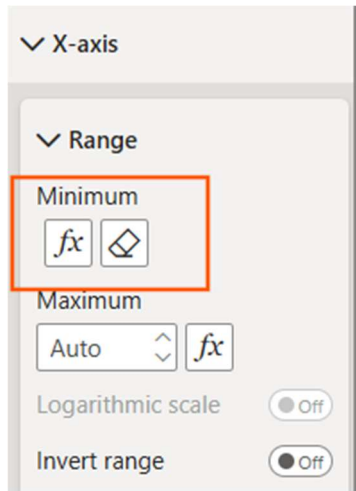 X-axis
Range
Minimum
fx
Maximum
Auto fx
Logarithmic scale Off
Invert range Off